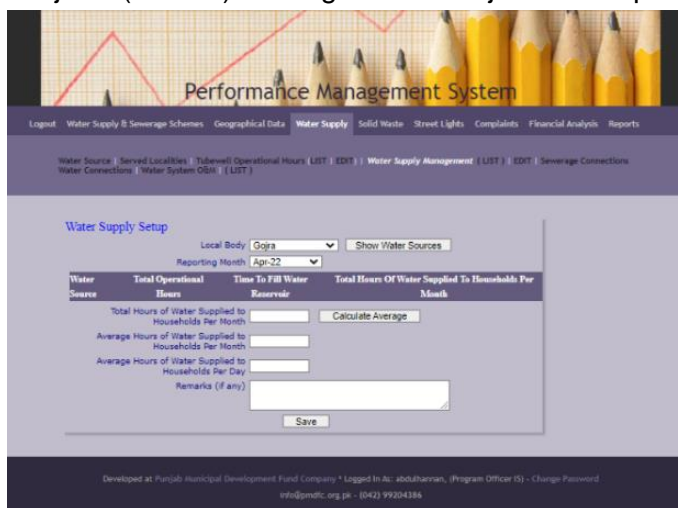 Performance Management System
Logout Water Supply & Sewerage Schemes Geographical Data Water Supply Solid Waste Street Lights Complaints Financial Analysis Reports
Water Source | Served Localities | Tubewell Operational Hours (LIST | EDIT) | Water Supply Management ( LIST ) | EDIT | Sewerage Connections
Water Connections | Water System O&M | ( LIST )
Water Supply Setup
Local Body Gojra Show Water Sources
Reporting Month Apr-22
Water Source Total Operational Hours Time To Fill Water Reservoir Total Hours Of Water Supplied To Households Per Month
Total Hours of Water Supplied to
Households Per Month
Calculate Average
Average Hours of Water Supplied to
Households Per Month
Average Hours of Water Supplied to
Households Per Day
Remarks (if any)
Save
Developed at Punjab municipal Development Fund Company * Logged In As: abdulhannan, (Program Officer IS) - Change Password
info@pmdfc.org.pk - (042) 99204386